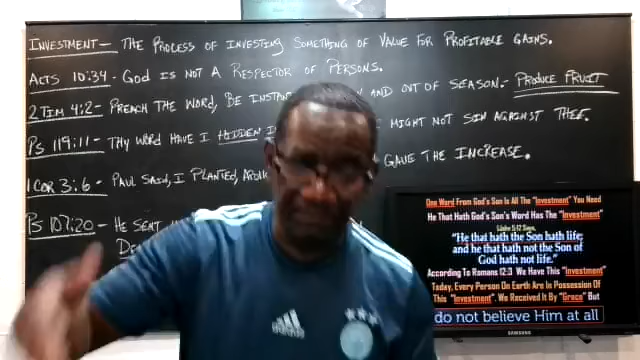 INVESTMENT - THE PROCESS OF INVESTING SOMETHING OF VALUE FOR PROFITABLE GAINS.
ACTS 10:34 - GOD IS NOT A RESPECTOR OF PERSONS.
2 TIM 4:2 - PREACH THE WORD, BE INSTANT AND OUT OF SEASON. - PRODUCE FRUIT
PS 119:11 - THY WORD HAVE I HIDDEN MIGHT NOT SIN AGAINST THEE.
1 COR 3:6 - PAUL SAID, I PLANTED, GAVE THE INCREASE.
PS 107:20 - HE SENT
One Word From God's Son Is All The "Investment" You Need
He That Hath God's Son's Word Has The "Investment"
1John 5:12 Says,
"He that hath the Son hath life;
and he that hath not the Son of
God hath not life."
According To Romans 12:3 We Have This "Investment"
Today, Every Person On Earth Are In Possession Of
This "Investment". We Received It By "Grace" But
do not believe Him at all
SAMSUNG
adidas